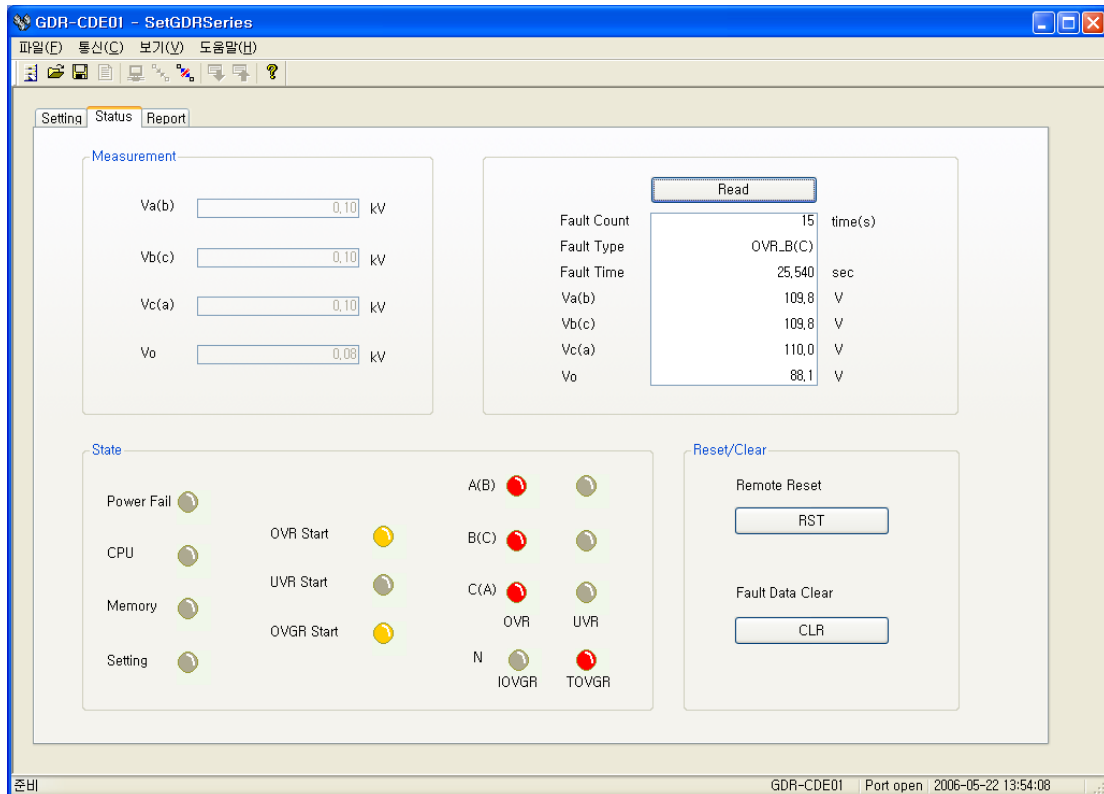 GDR-CDE01 - SetGDRSeries
파일(F) 통신(C) 보기(V) 도움말(H)
Setting Status Report
Measurement
Va(b) 0,10 kV
Vb(c) 0,10 kV
Vc(a) 0,10 kV
Vo 0,08 kV
Read
Fault Count 15 time(s)
Fault Type OVR_B(C)
Fault Time 25,540 sec
Va(b) 109,8 V
Vb(c) 109,8 V
Vc(a) 110,0 V
Vo 88,1 V
State
Power Fail
CPU
Memory
Setting
OVR Start
UVR Start
OVGR Start
A(B)
B(C)
C(A)
OVR UVR
N
IOVGR TOVGR
Reset/Clear
Remote Reset
RST
Fault Data Clear
CLR
준비 GDR-CDE01 Port open 2006-05-22 13:54:08